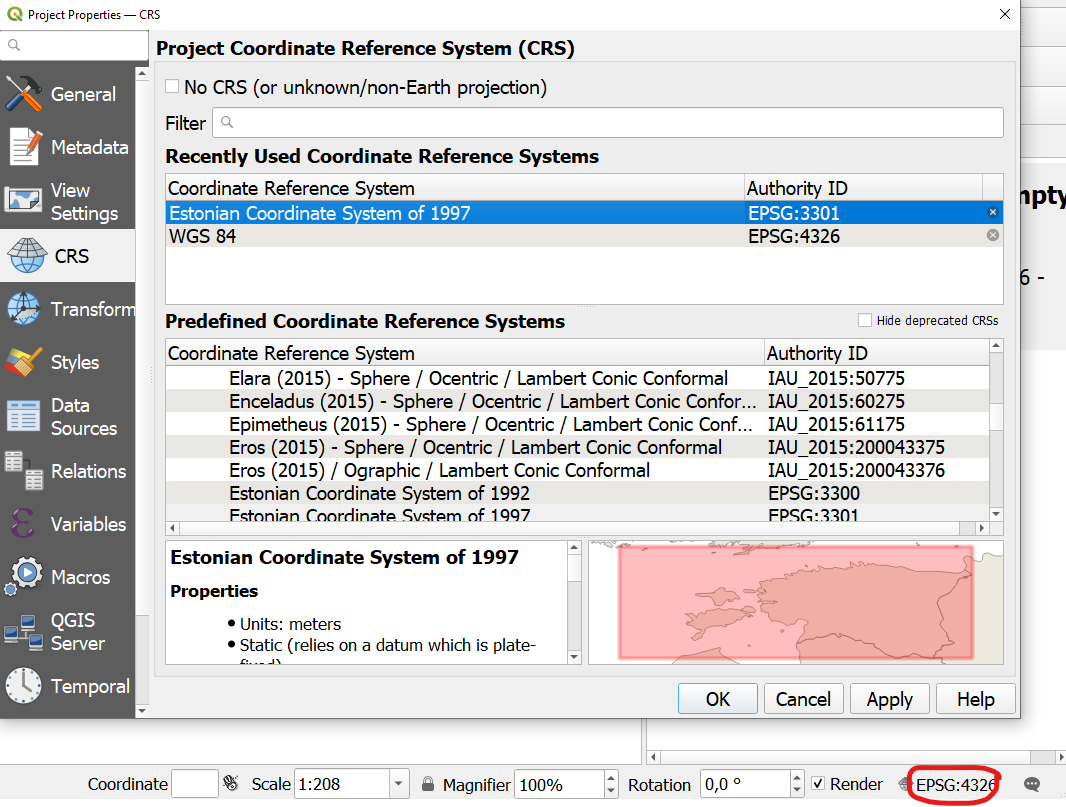 Project Properties — CRS
Project Coordinate Reference System (CRS)
General
Metadata
View
Settings
CRS
Transform
Styles
Data
Sources
Relations
Variables
Macros
QGIS
Server
Temporal
No CRS (or unknown/non-Earth projection)
Filter
Recently Used Coordinate Reference Systems
Coordinate Reference System Authority ID
Estonian Coordinate System of 1997 EPSG:3301
WGS 84 EPSG:4326
Predefined Coordinate Reference Systems Hide deprecated CRSs
Coordinate Reference System Authority ID
Elara (2015) - Sphere / Ocentric / Lambert Conic Conformal IAU_2015:50775
Enceladus (2015) - Sphere / Ocentric / Lambert Conic Confor... IAU_2015:60275
Epimetheus (2015) - Sphere / Ocentric / Lambert Conic Conf... IAU_2015:61175
Eros (2015) - Sphere / Ocentric / Lambert Conic Conformal IAU_2015:200043375
Eros (2015) / Ographic / Lambert Conic Conformal IAU_2015:200043376
Estonian Coordinate System of 1992 EPSG:3300
Estonian Coordinate System of 1997 EPSG:3301
Estonian Coordinate System of 1997
Properties
• Units: meters
• Static (relies on a datum which is plate-
fixed)
OK Cancel Apply Help
mpty
6 -
Coordinate Scale 1:208 Magnifier 100% Rotation 0,0 ° Render EPSG:4326